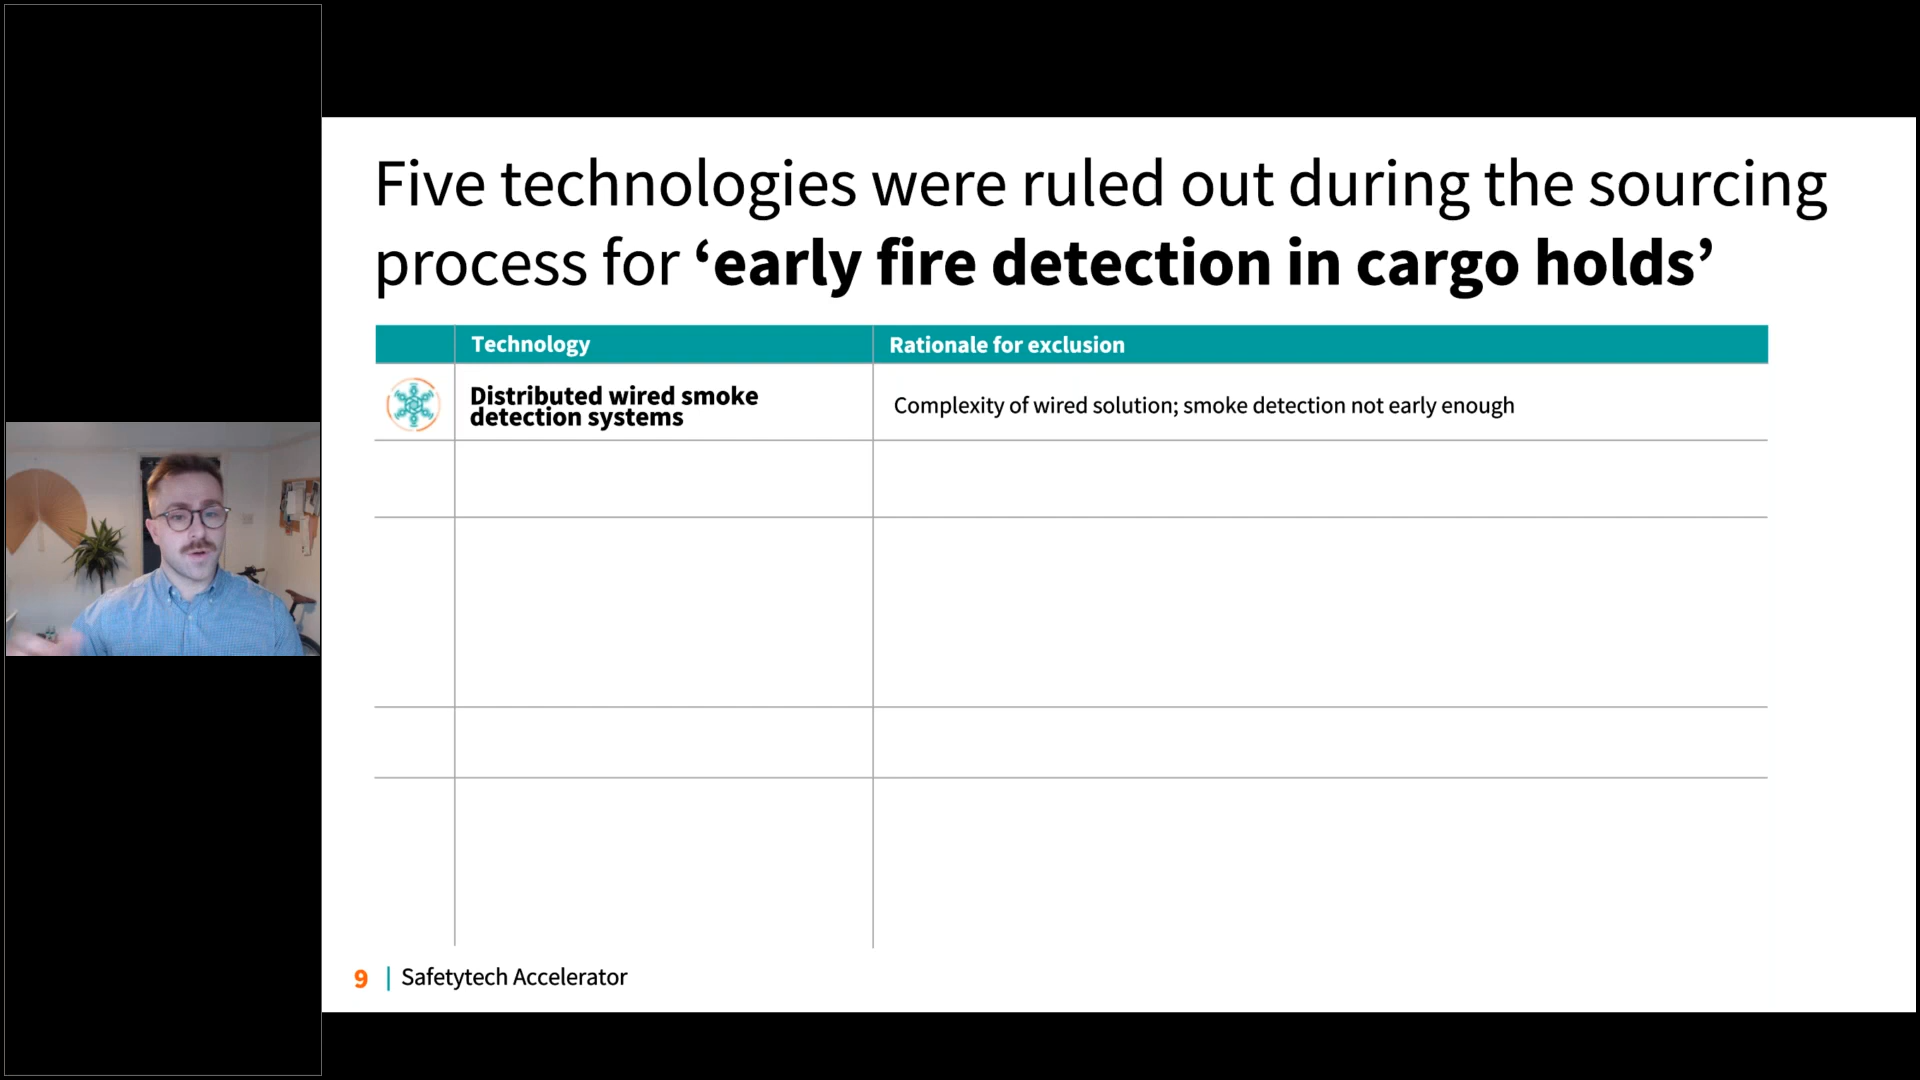 Five technologies were ruled out during the sourcing
process for ‘early fire detection in cargo holds’
Technology
Rationale for exclusion
Distributed wired smoke
detection systems
Complexity of wired solution; smoke detection not early enough
9 | Safetytech Accelerator